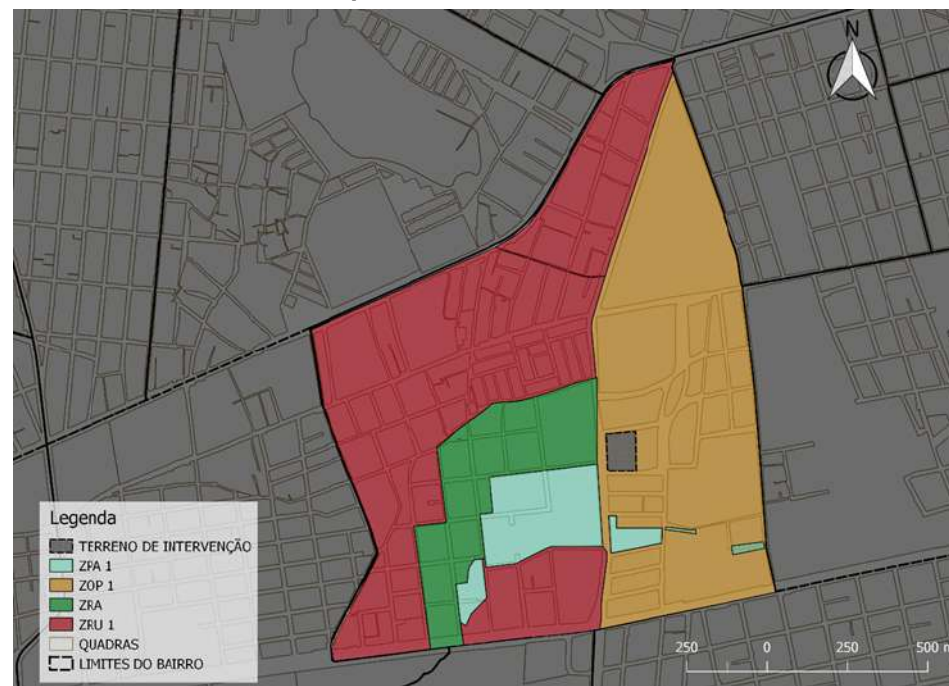 N
Legenda
TERRENO DE INTERVENÇÃO
ZPA 1
ZOP 1
ZRA
ZRU 1
QUADRAS
LIMITES DO BAIRRO
250 0 250 500 m